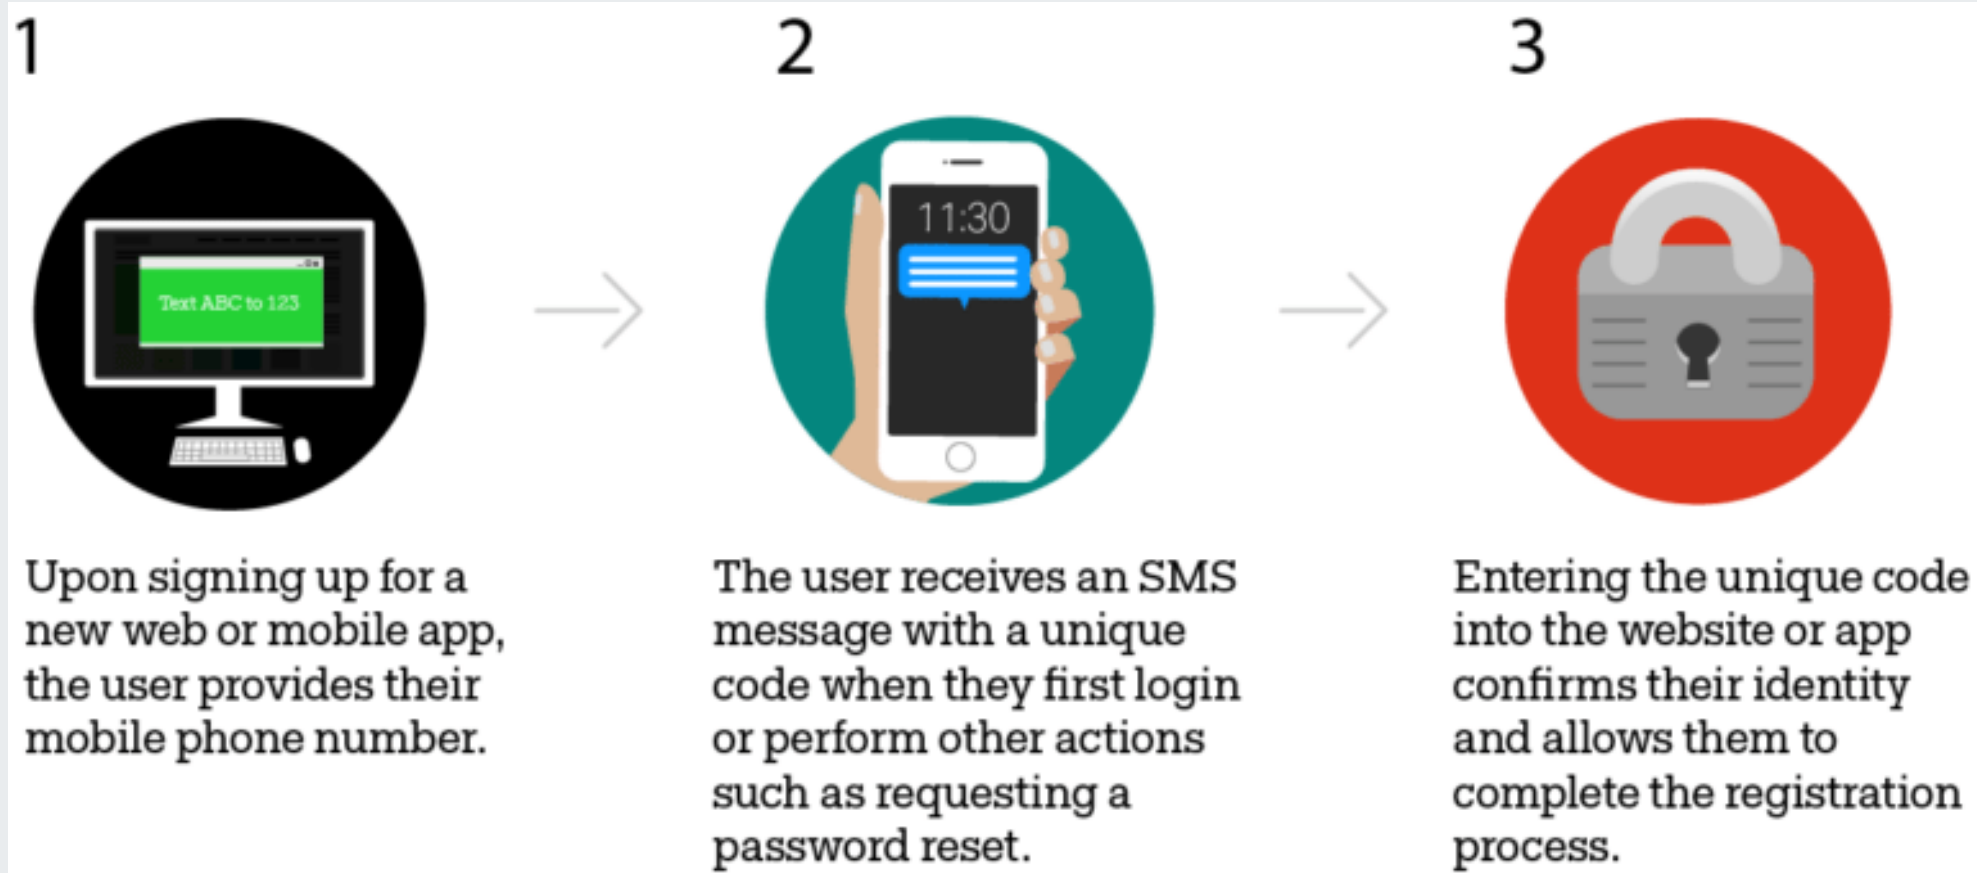 1
Text ABC to 123
Upon signing up for a
new web or mobile app,
the user provides their
mobile phone number.
2
11:30
The user receives an SMS
message with a unique
code when they first login
or perform other actions
such as requesting a
password reset.
3
Entering the unique code
into the website or app
confirms their identity
and allows them to
complete the registration
process.